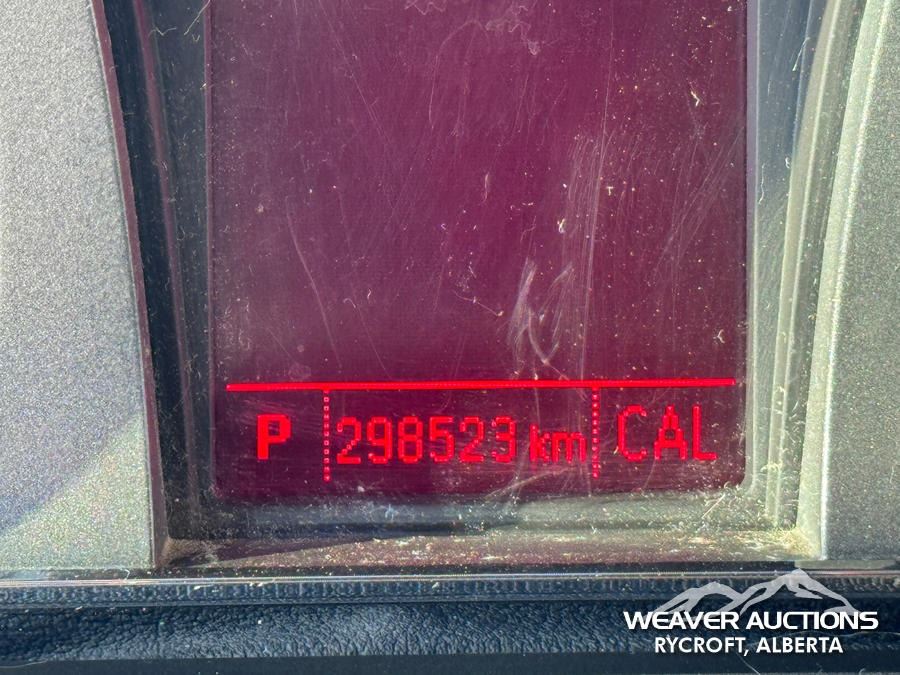 P 298523 km CAL
WEAVER AUCTIONS
RYCROFT, ALBERTA